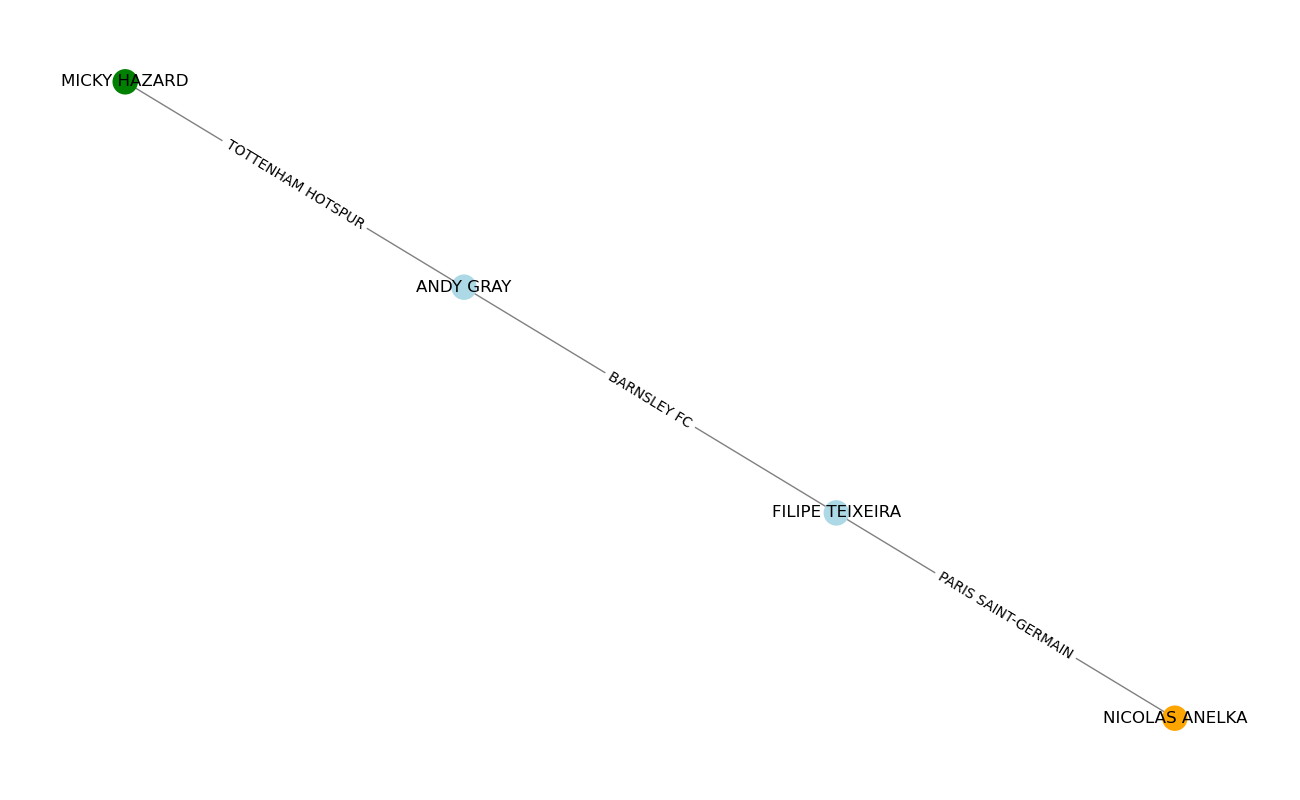 MICKY HAZARD
TOTTENHAM HOTSPUR
ANDY GRAY
BARNSLEY FC
FILIPE TEIXEIRA
PARIS SAINT-GERMAIN
NICOLAS ANELKA